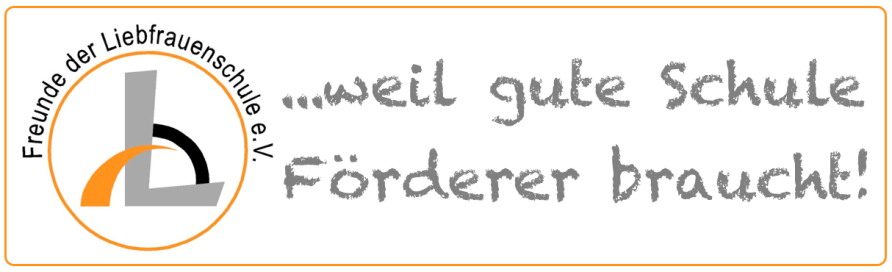 Freunde der Liebfrauenschule e.V.
...weil gute Schule
Förderer braucht!